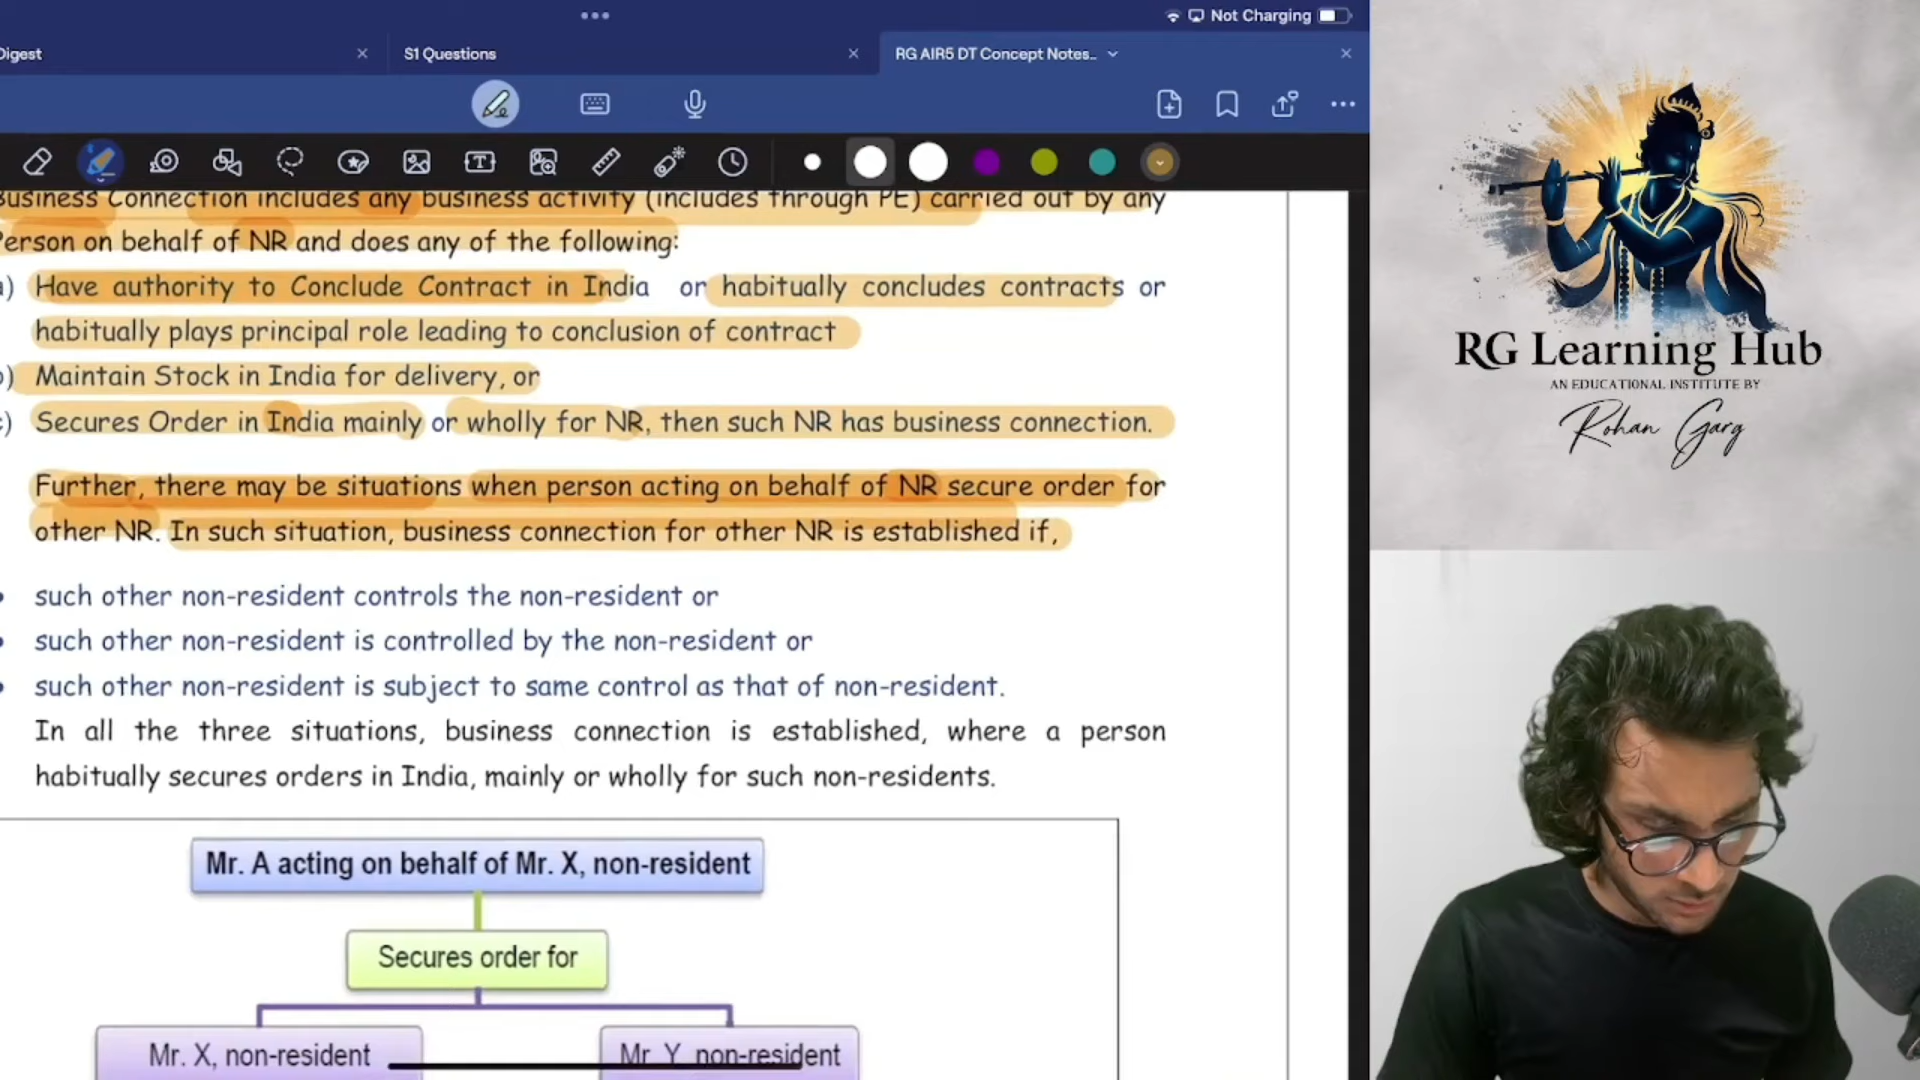 Not Charging
Digest
S1 Questions
RG AIR5 DT Concept Notes..
Business Connection includes any business activity (includes through PE) carried out by any
Person on behalf of NR and does any of the following:
Have authority to Conclude Contract in India or habitually concludes contracts or
habitually plays principal role leading to conclusion of contract
Maintain Stock in India for delivery, or
Secures Order in India mainly or wholly for NR, then such NR has business connection.
Further, there may be situations when person acting on behalf of NR secure order for
other NR. In such situation, business connection for other NR is established if,
such other non-resident controls the non-resident or
such other non-resident is controlled by the non-resident or
such other non-resident is subject to same control as that of non-resident.
In all the three situations, business connection is established, where a person
habitually secures orders in India, mainly or wholly for such non-residents.
Mr. A acting on behalf of Mr. X, non-resident
Secures order for
Mr. X, non-resident
Mr. Y, non-resident
RG Learning Hub
AN EDUCATIONAL INSTITUTE BY
Rohan Garg